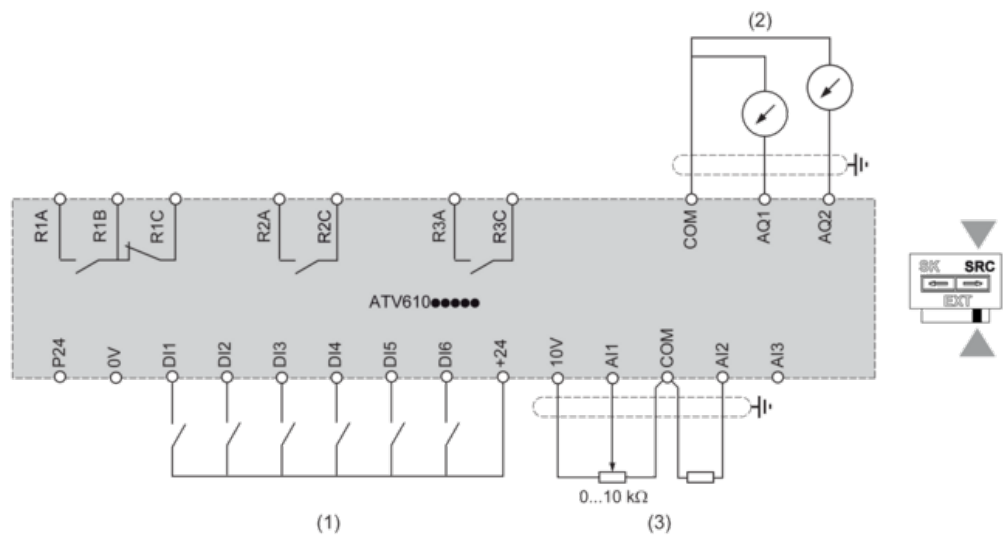 (2)
R1A
R1B
R1C
R2A
R2C
R3A
R3C
COM
AQ1
AQ2
SK SRC
EXT
ATV610●●●●●
P24
0V
DI1
DI2
DI3
DI4
DI5
DI6
+24
10V
AI1
COM
AI2
AI3
0...10 kΩ
(1)
(3)